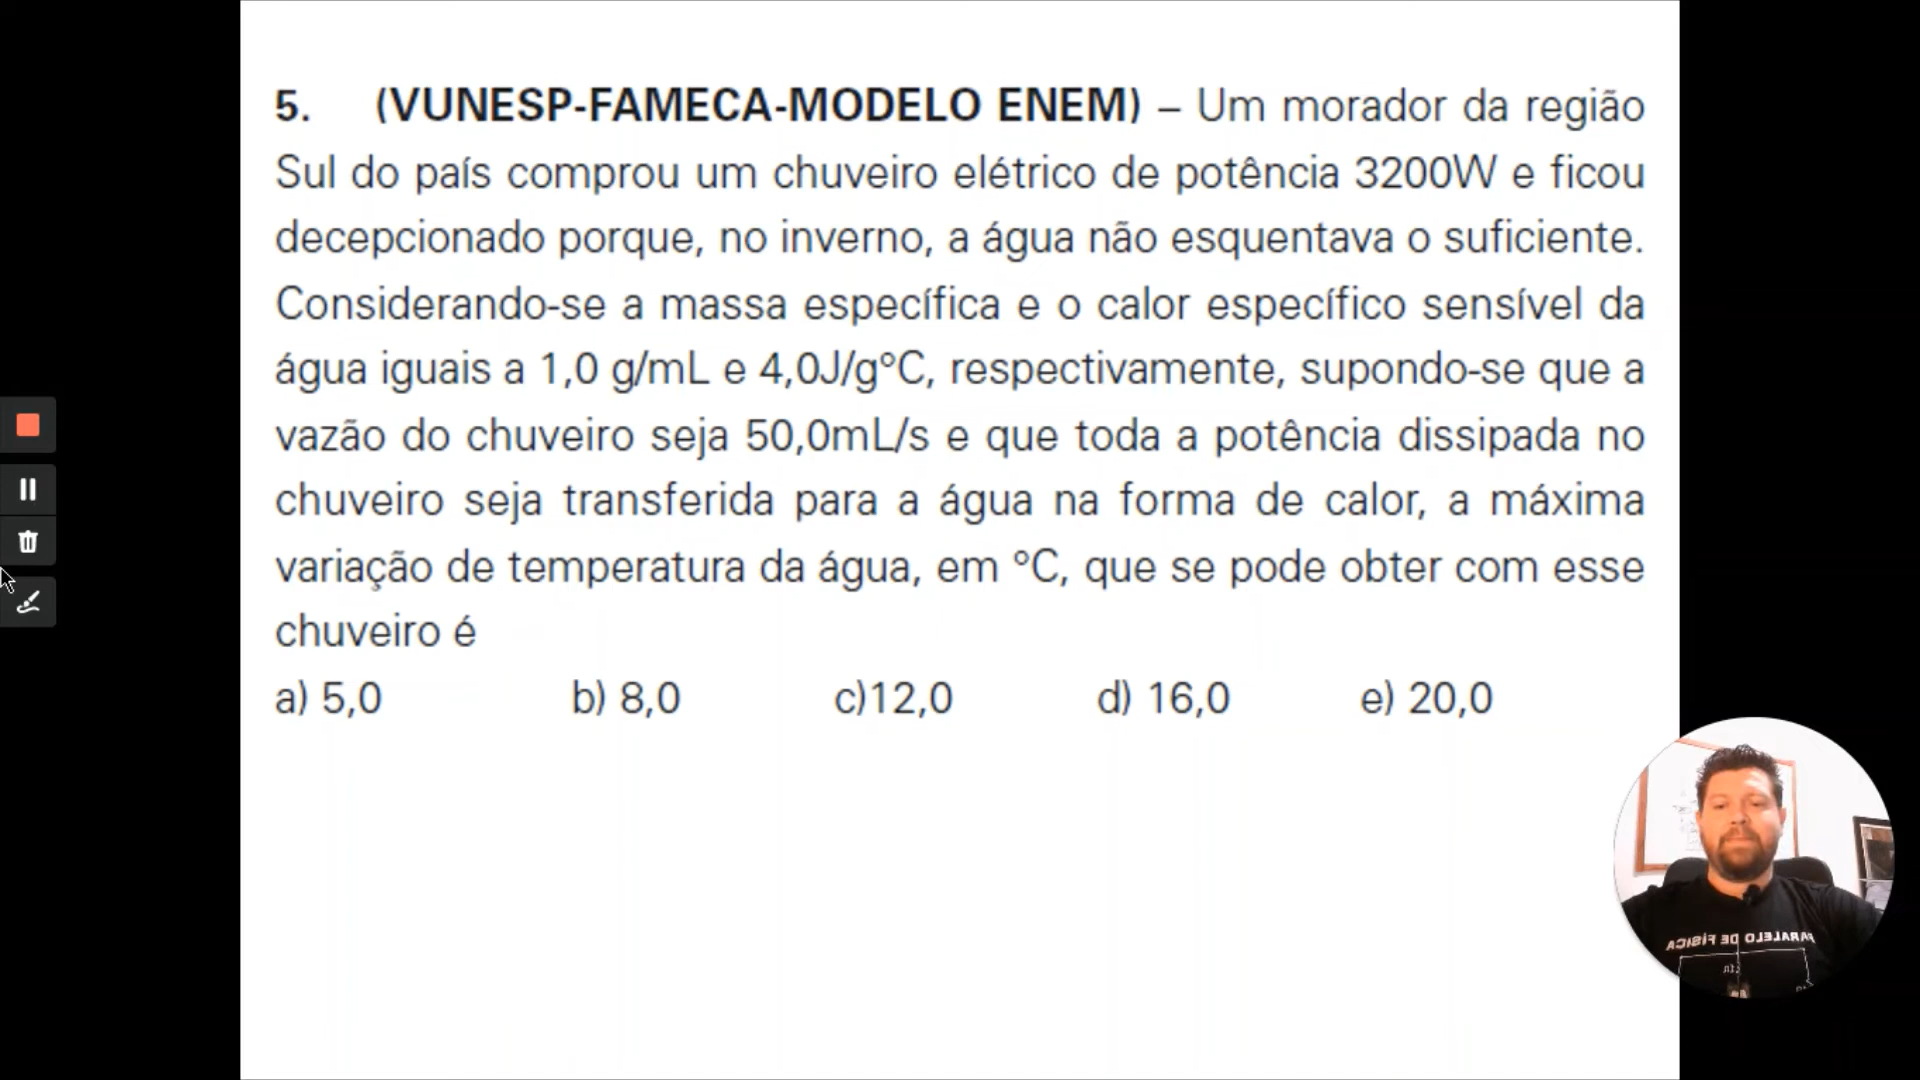 5. (VUNESP-FAMECA-MODELO ENEM) – Um morador da região
Sul do país comprou um chuveiro elétrico de potência 3200W e ficou
decepcionado porque, no inverno, a água não esquentava o suficiente.
Considerando-se a massa específica e o calor específico sensível da
água iguais a 1,0 g/mL e 4,0J/g°C, respectivamente, supondo-se que a
vazão do chuveiro seja 50,0mL/s e que toda a potência dissipada no
chuveiro seja transferida para a água na forma de calor, a máxima
variação de temperatura da água, em °C, que se pode obter com esse
chuveiro é
a) 5,0 b) 8,0 c)12,0 d) 16,0 e) 20,0
PARALELO DE FÍSICA